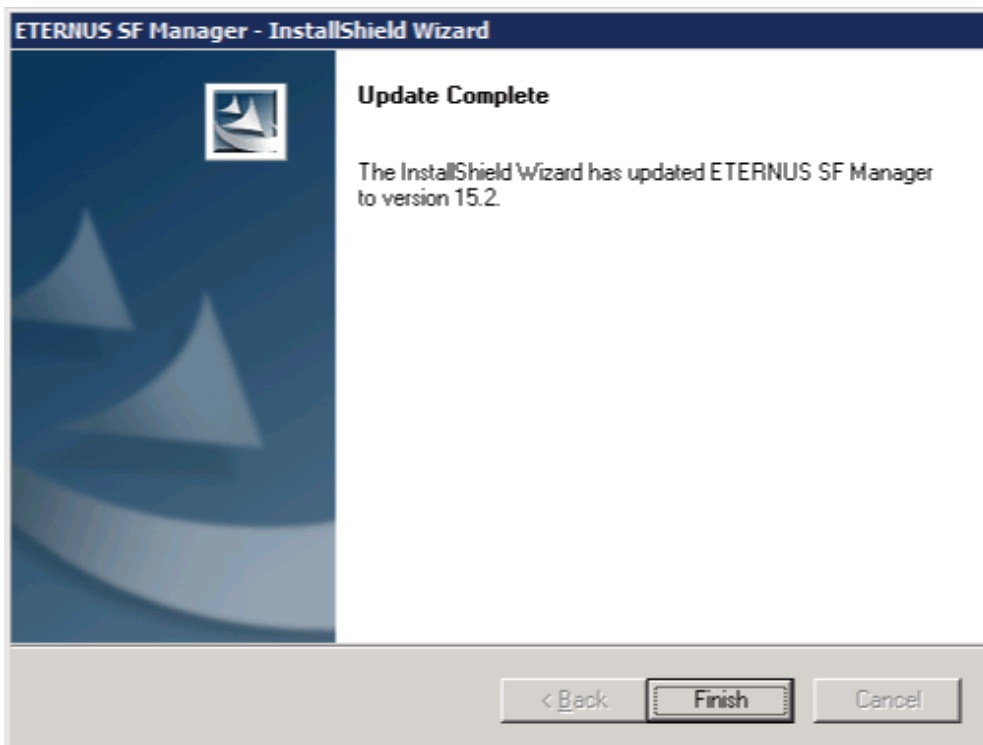 ETERNUS SF Manager - InstallShield Wizard
Update Complete
The InstallShield Wizard has updated ETERNUS SF Manager
to version 15.2.
< Back Finish Cancel